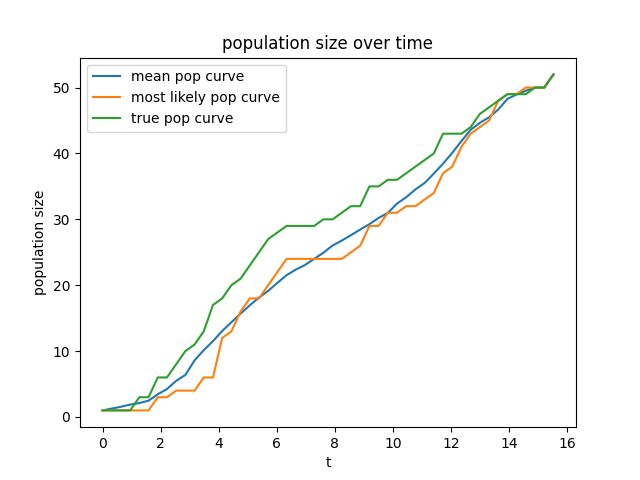 population size over time
mean pop curve
most likely pop curve
true pop curve
population size
50
40
30
20
10
0
0 2 4 6 8 10 12 14 16
t